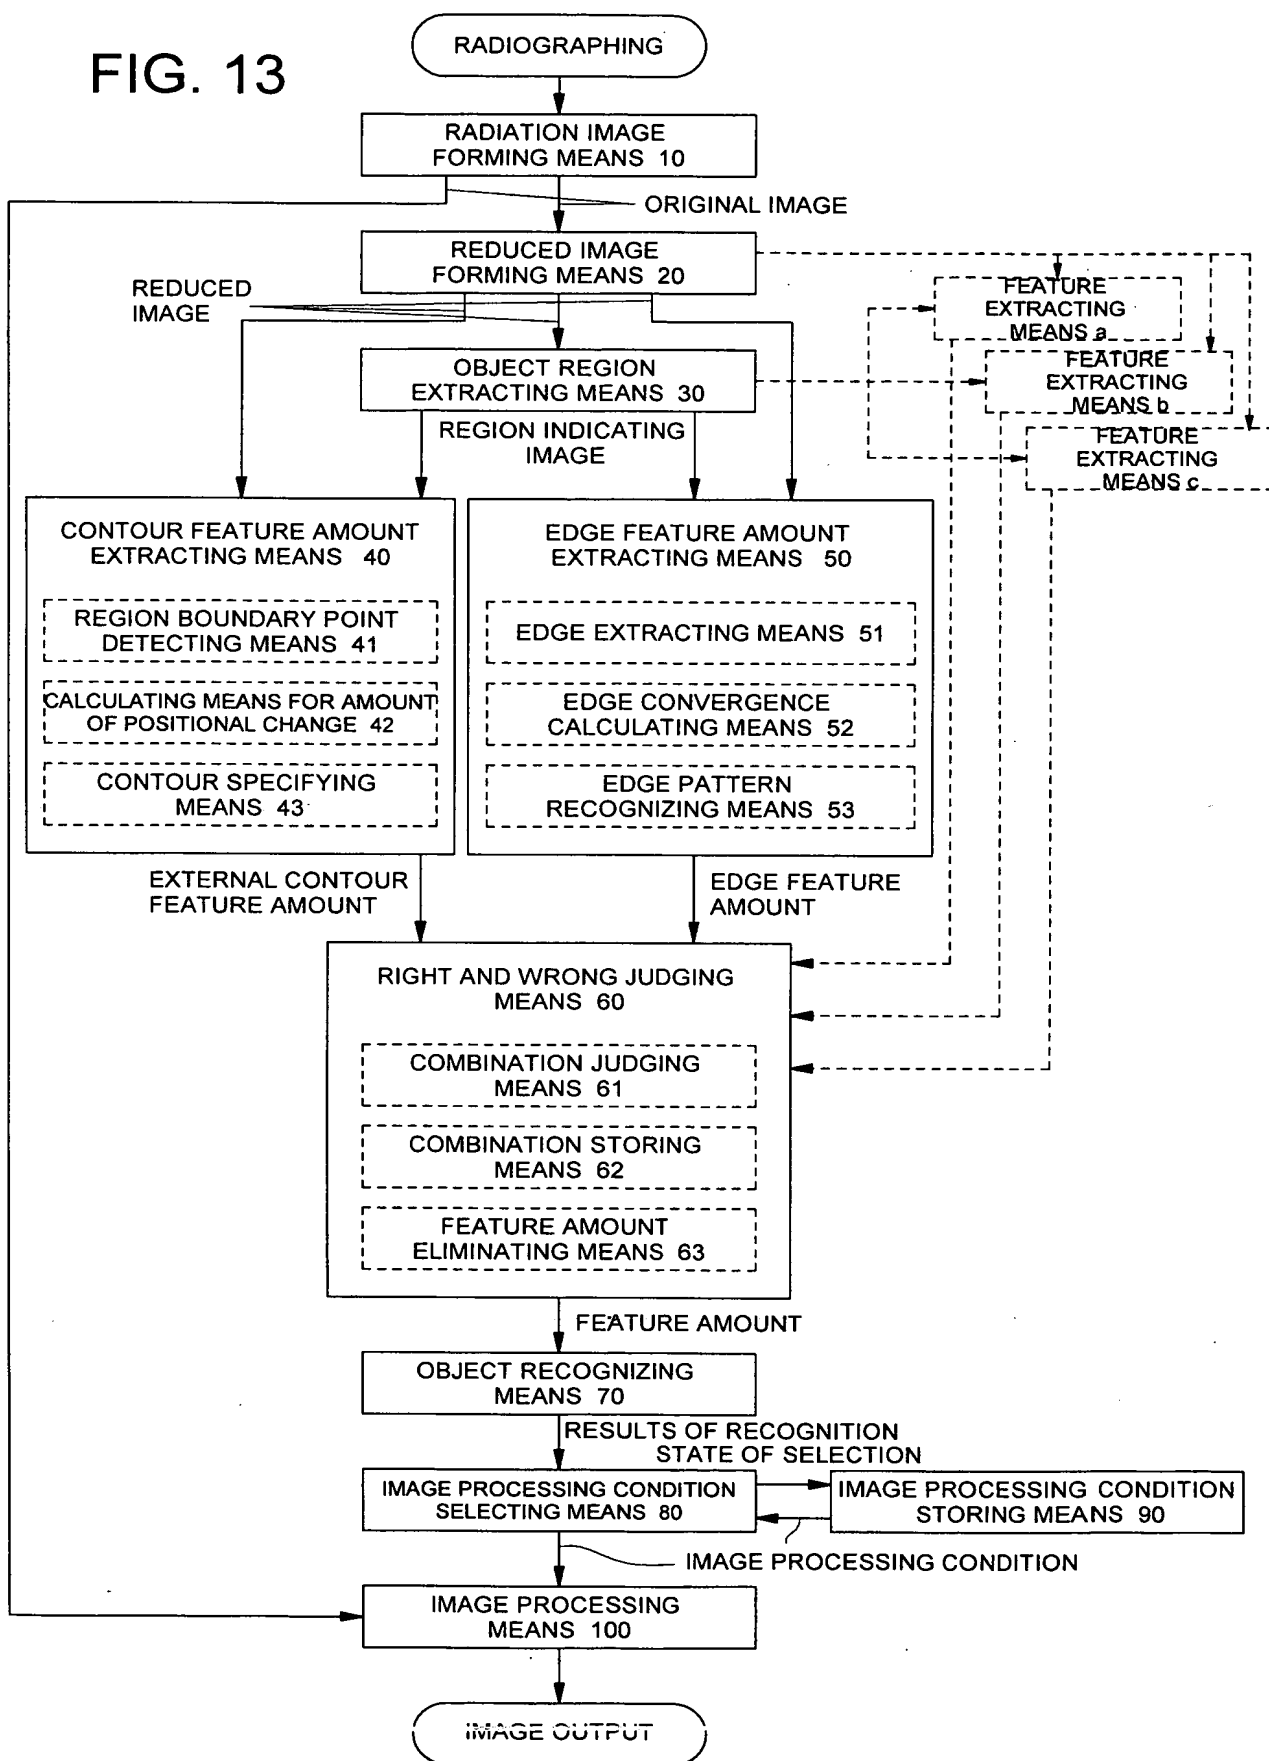 FIG. 13
RADIOGRAPHING
RADIATION IMAGE
FORMING MEANS 10
ORIGINAL IMAGE
REDUCED IMAGE
FORMING MEANS 20
REDUCED
IMAGE
FEATURE
EXTRACTING
MEANS a
OBJECT REGION
EXTRACTING MEANS 30
FEATURE
EXTRACTING
MEANS b
REGION INDICATING
IMAGE
FEATURE
EXTRACTING
MEANS c
CONTOUR FEATURE AMOUNT
EXTRACTING MEANS 40
REGION BOUNDARY POINT
DETECTING MEANS 41
CALCULATING MEANS FOR AMOUNT
OF POSITIONAL CHANGE 42
CONTOUR SPECIFYING
MEANS 43
EDGE FEATURE AMOUNT
EXTRACTING MEANS 50
EDGE EXTRACTING MEANS 51
EDGE CONVERGENCE
CALCULATING MEANS 52
EDGE PATTERN
RECOGNIZING MEANS 53
EXTERNAL CONTOUR
FEATURE AMOUNT
EDGE FEATURE
AMOUNT
RIGHT AND WRONG JUDGING
MEANS 60
COMBINATION JUDGING
MEANS 61
COMBINATION STORING
MEANS 62
FEATURE AMOUNT
ELIMINATING MEANS 63
FEATURE AMOUNT
OBJECT RECOGNIZING
MEANS 70
RESULTS OF RECOGNITION
STATE OF SELECTION
IMAGE PROCESSING CONDITION
SELECTING MEANS 80
IMAGE PROCESSING CONDITION
STORING MEANS 90
IMAGE PROCESSING CONDITION
IMAGE PROCESSING
MEANS 100
IMAGE OUTPUT